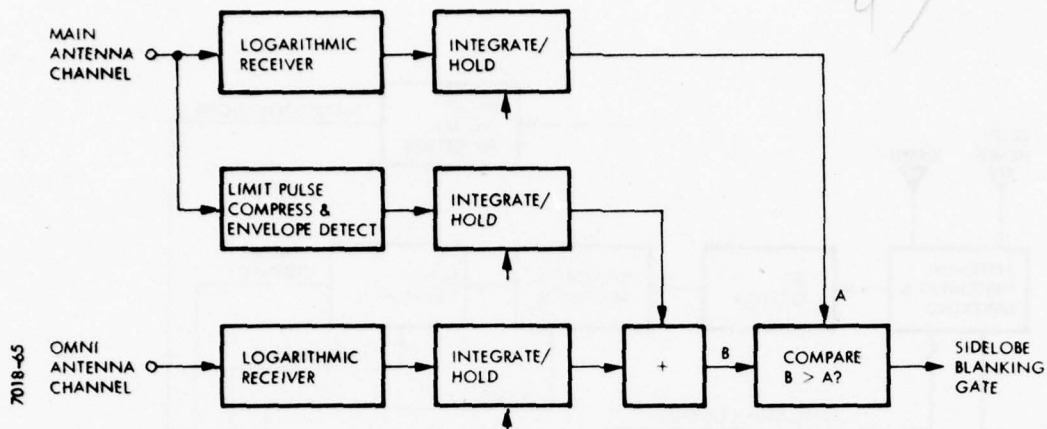 MAIN
ANTENNA
CHANNEL
LOGARITHMIC
RECEIVER
INTEGRATE/
HOLD
LIMIT PULSE
COMPRESS &
ENVELOPE DETECT
INTEGRATE/
HOLD
A
7018-65
OMNI
ANTENNA
CHANNEL
LOGARITHMIC
RECEIVER
INTEGRATE/
HOLD
+
B
COMPARE
B > A?
SIDELOBE
BLANKING
GATE